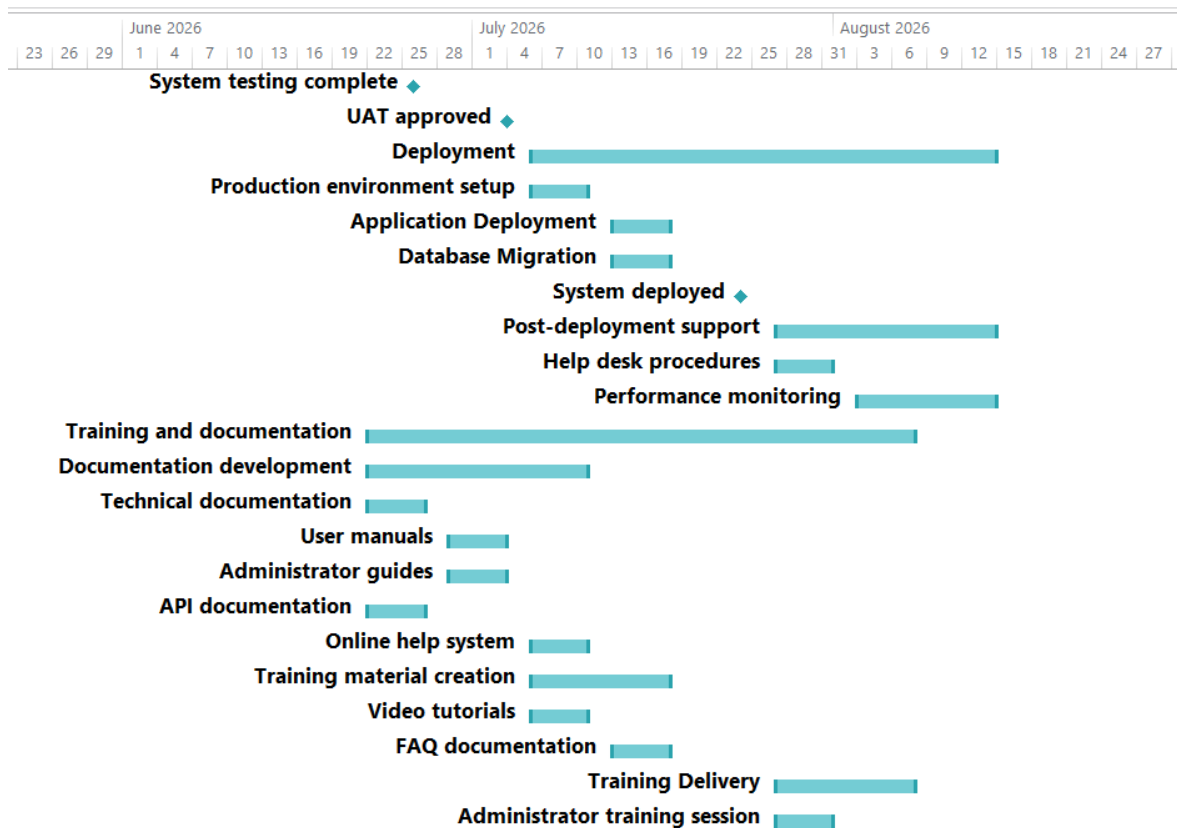 June 2026 July 2026 August 2026
23 26 29 1 4 7 10 13 16 19 22 25 28 1 4 7 10 13 16 19 22 25 28 31 3 6 9 12 15 18 21 24 27
System testing complete
UAT approved
Deployment
Production environment setup
Application Deployment
Database Migration
System deployed
Post-deployment support
Help desk procedures
Performance monitoring
Training and documentation
Documentation development
Technical documentation
User manuals
Administrator guides
API documentation
Online help system
Training material creation
Video tutorials
FAQ documentation
Training Delivery
Administrator training session